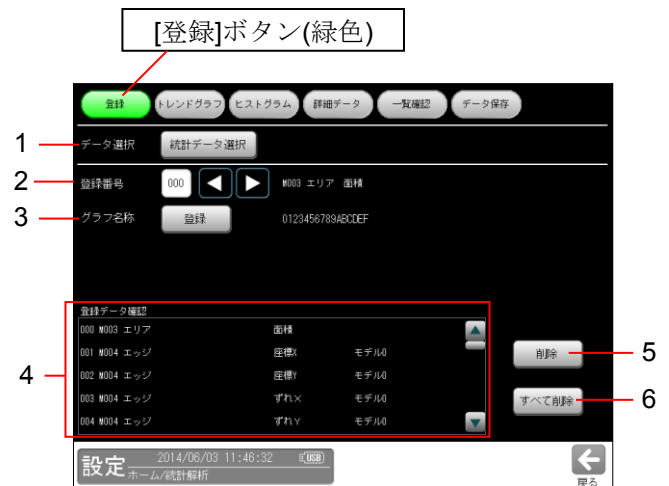 [登録]ボタン(緑色)
登録 トレンドグラフ ヒストグラム 詳細データ 一覧確認 データ保存
1 データ選択 統計データ選択
2 登録番号 000 M003 エリア 面積
3 グラフ名称 登録 0123456789ABCDEF
登録データ確認
000 M003 エリア 面積
001 M004 エッジ 座標X モデル0
002 M004 エッジ 座標Y モデル0
003 M004 エッジ ずれX モデル0
004 M004 エッジ ずれY モデル0
4
削除 5
すべて削除 6
設定 2014/06/03 11:46:32 USB
ホーム/統計解析
戻る